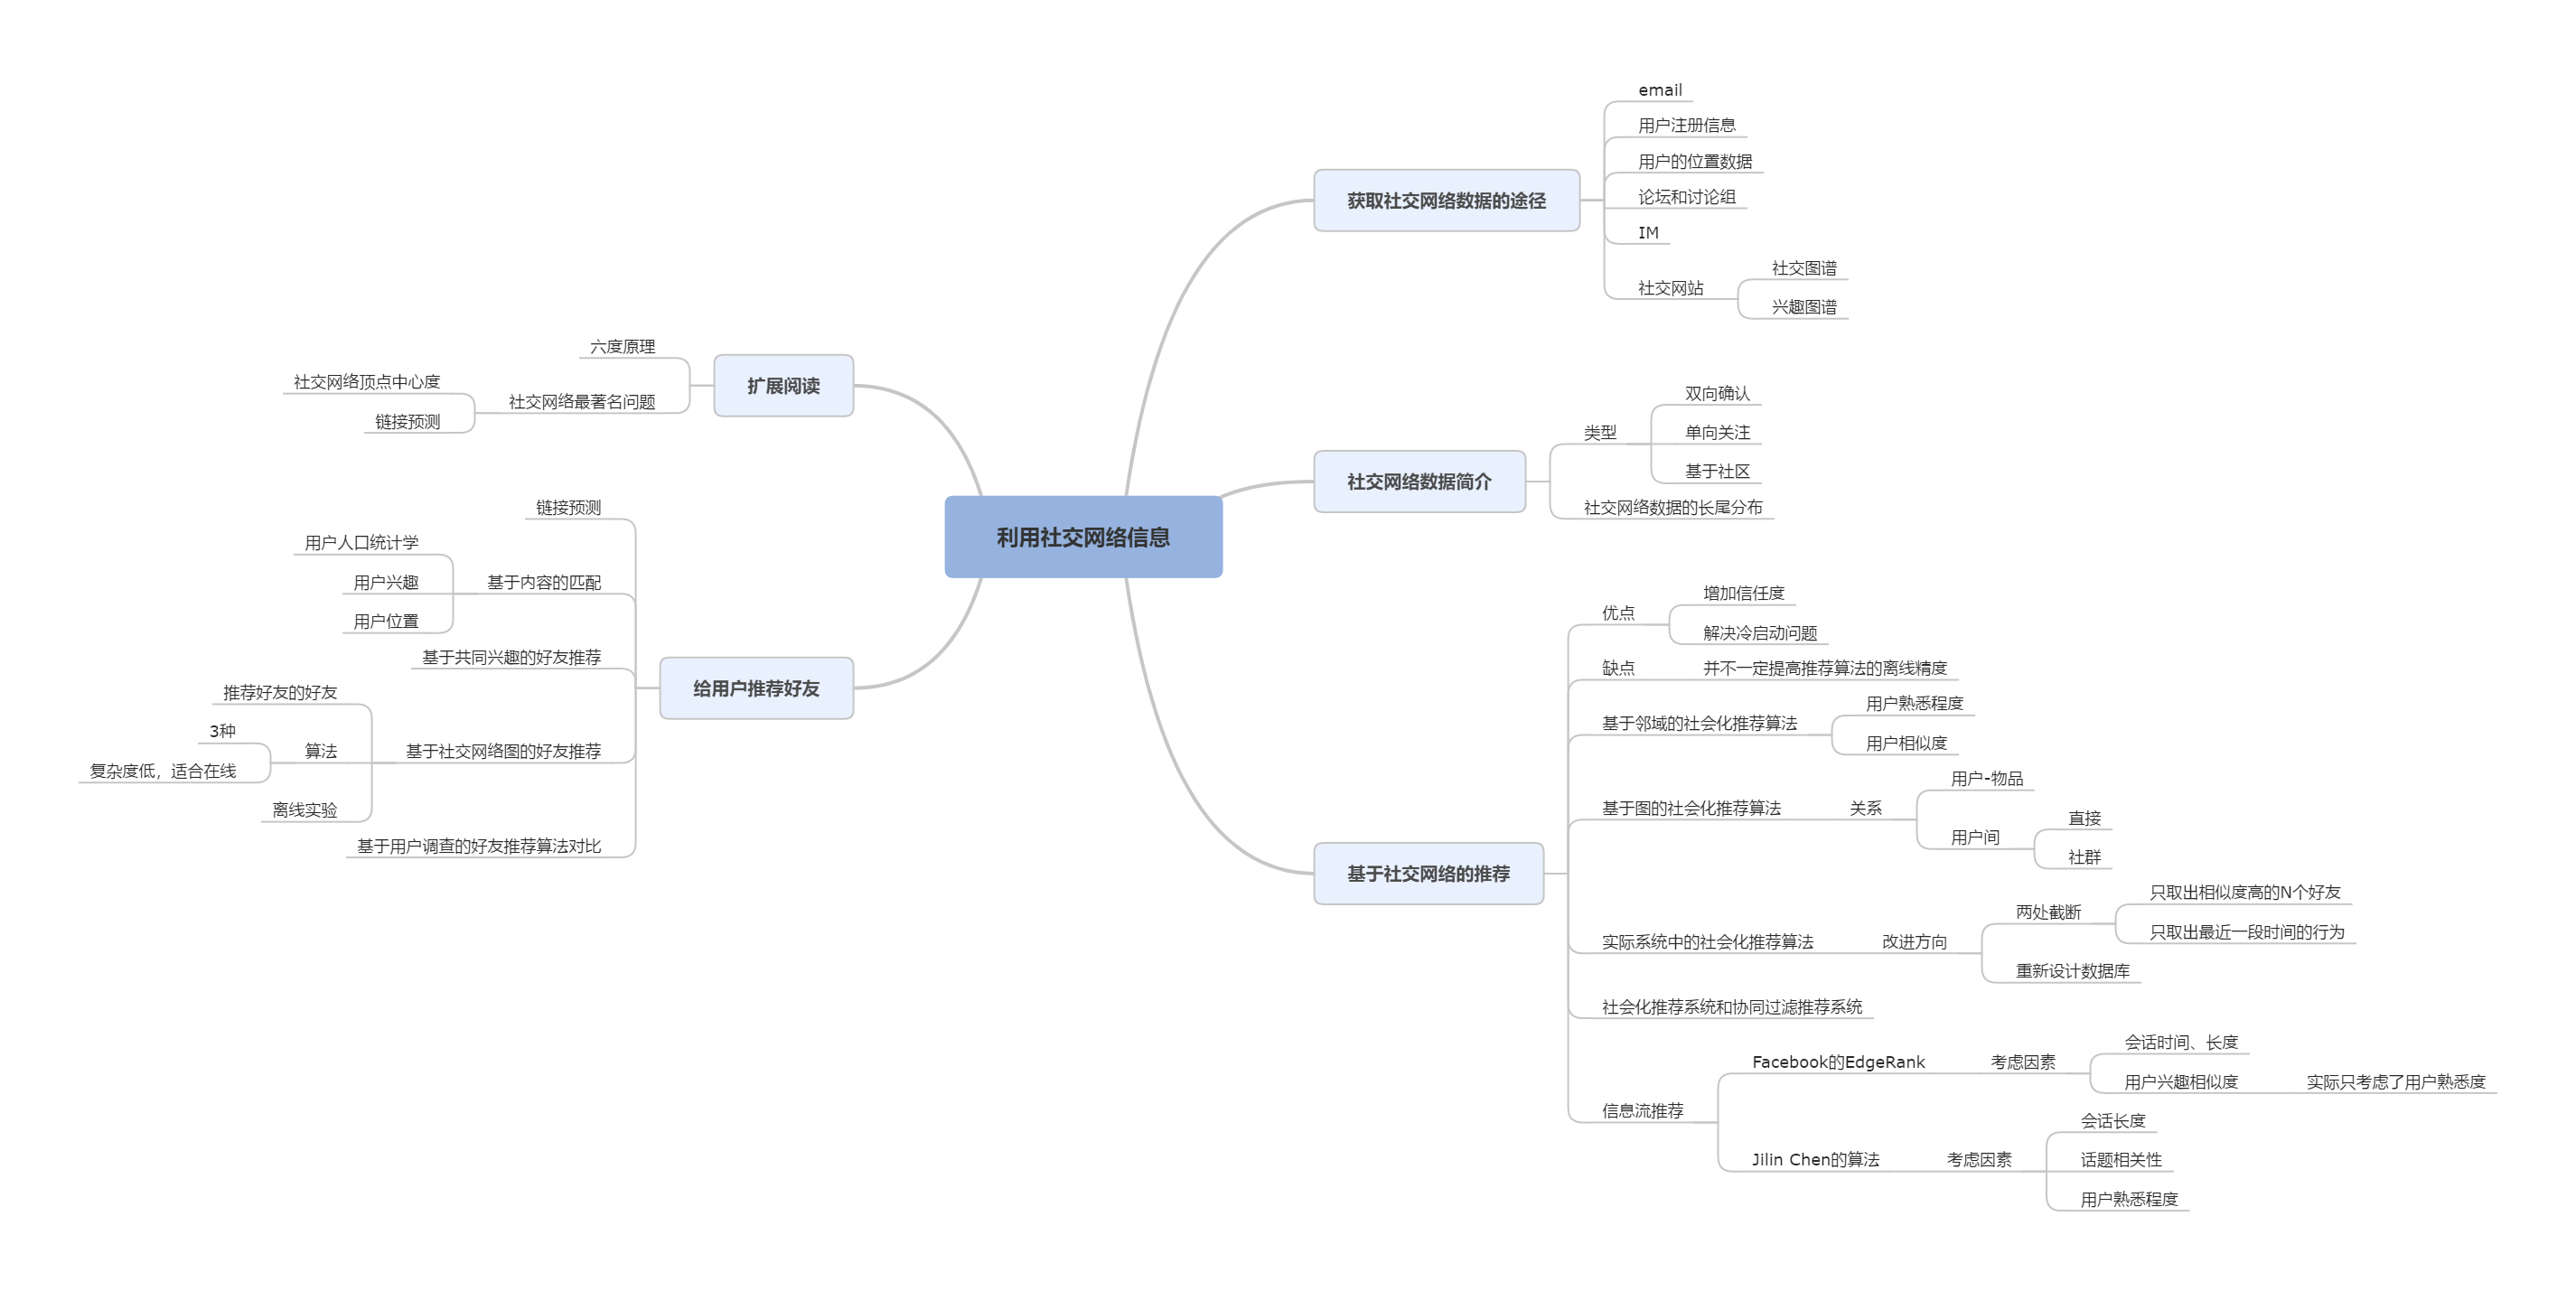 利用社交网络信息
获取社交网络数据的途径
email
用户注册信息
用户的位置数据
论坛和讨论组
IM
社交网站
社交图谱
兴趣图谱
社交网络数据简介
类型
双向确认
单向关注
基于社区
社交网络数据的长尾分布
基于社交网络的推荐
优点
增加信任度
解决冷启动问题
缺点
并不一定提高推荐算法的离线精度
基于邻域的社会化推荐算法
用户熟悉程度
用户相似度
基于图的社会化推荐算法
关系
用户-物品
用户间
直接
社群
实际系统中的社会化推荐算法
改进方向
两处截断
只取出相似度高的N个好友
只取出最近一段时间的行为
重新设计数据库
社会化推荐系统和协同过滤推荐系统
信息流推荐
Facebook的EdgeRank
考虑因素
会话时间、长度
用户兴趣相似度
实际只考虑了用户熟悉度
Jilin Chen的算法
考虑因素
会话长度
话题相关性
用户熟悉程度
扩展阅读
六度原理
社交网络最著名问题
社交网络顶点中心度
链接预测
给用户推荐好友
链接预测
基于内容的匹配
用户人口统计学
用户兴趣
用户位置
基于共同兴趣的好友推荐
基于社交网络图的好友推荐
推荐好友的好友
算法
3种
复杂度低，适合在线
离线实验
基于用户调查的好友推荐算法对比